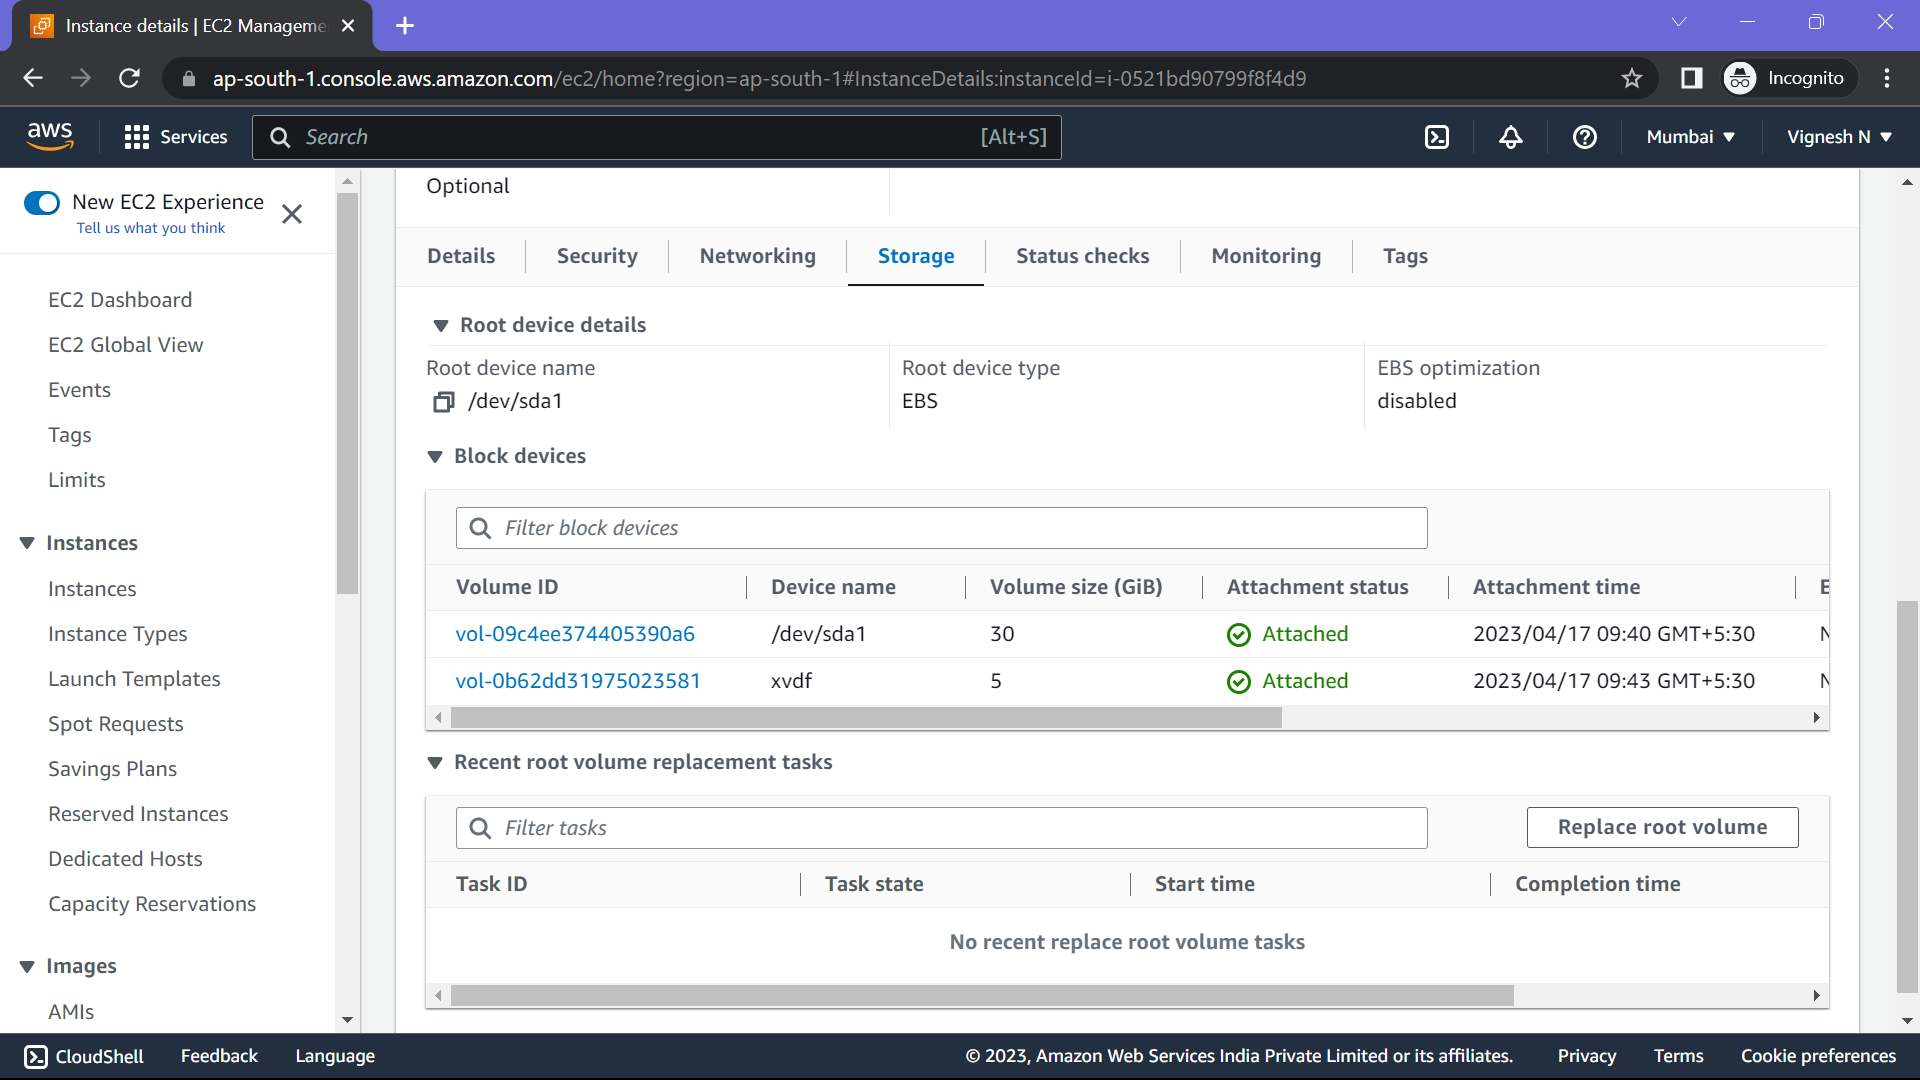 Instance details | EC2 Manageme
ap-south-1.console.aws.amazon.com/ec2/home?region=ap-south-1#InstanceDetails:instanceId=i-0521bd90799f8f4d9
Incognito
aws
Services
Search
[Alt+S]
Mumbai
Vignesh N
New EC2 Experience
Tell us what you think
EC2 Dashboard
EC2 Global View
Events
Tags
Limits
Instances
Instances
Instance Types
Launch Templates
Spot Requests
Savings Plans
Reserved Instances
Dedicated Hosts
Capacity Reservations
Images
AMIs
Optional
Details Security Networking Storage Status checks Monitoring Tags
Root device details
Root device name Root device type EBS optimization
/dev/sda1 EBS disabled
Block devices
Filter block devices
Volume ID Device name Volume size (GiB) Attachment status Attachment time E
vol-09c4ee374405390a6 /dev/sda1 30 Attached 2023/04/17 09:40 GMT+5:30 N
vol-0b62dd31975023581 xvdf 5 Attached 2023/04/17 09:43 GMT+5:30 N
Recent root volume replacement tasks
Filter tasks
Replace root volume
Task ID Task state Start time Completion time
No recent replace root volume tasks
CloudShell Feedback Language © 2023, Amazon Web Services India Private Limited or its affiliates. Privacy Terms Cookie preferences